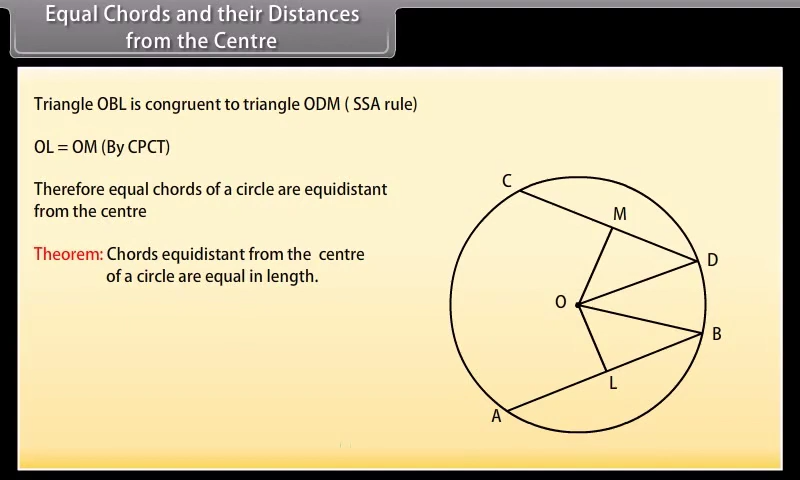 Equal Chords and their Distances
from the Centre
Triangle OBL is congruent to triangle ODM ( SSA rule)
OL = OM (By CPCT)
Therefore equal chords of a circle are equidistant
from the centre
Theorem: Chords equidistant from the centre
of a circle are equal in length.
C
M
D
O
B
L
A